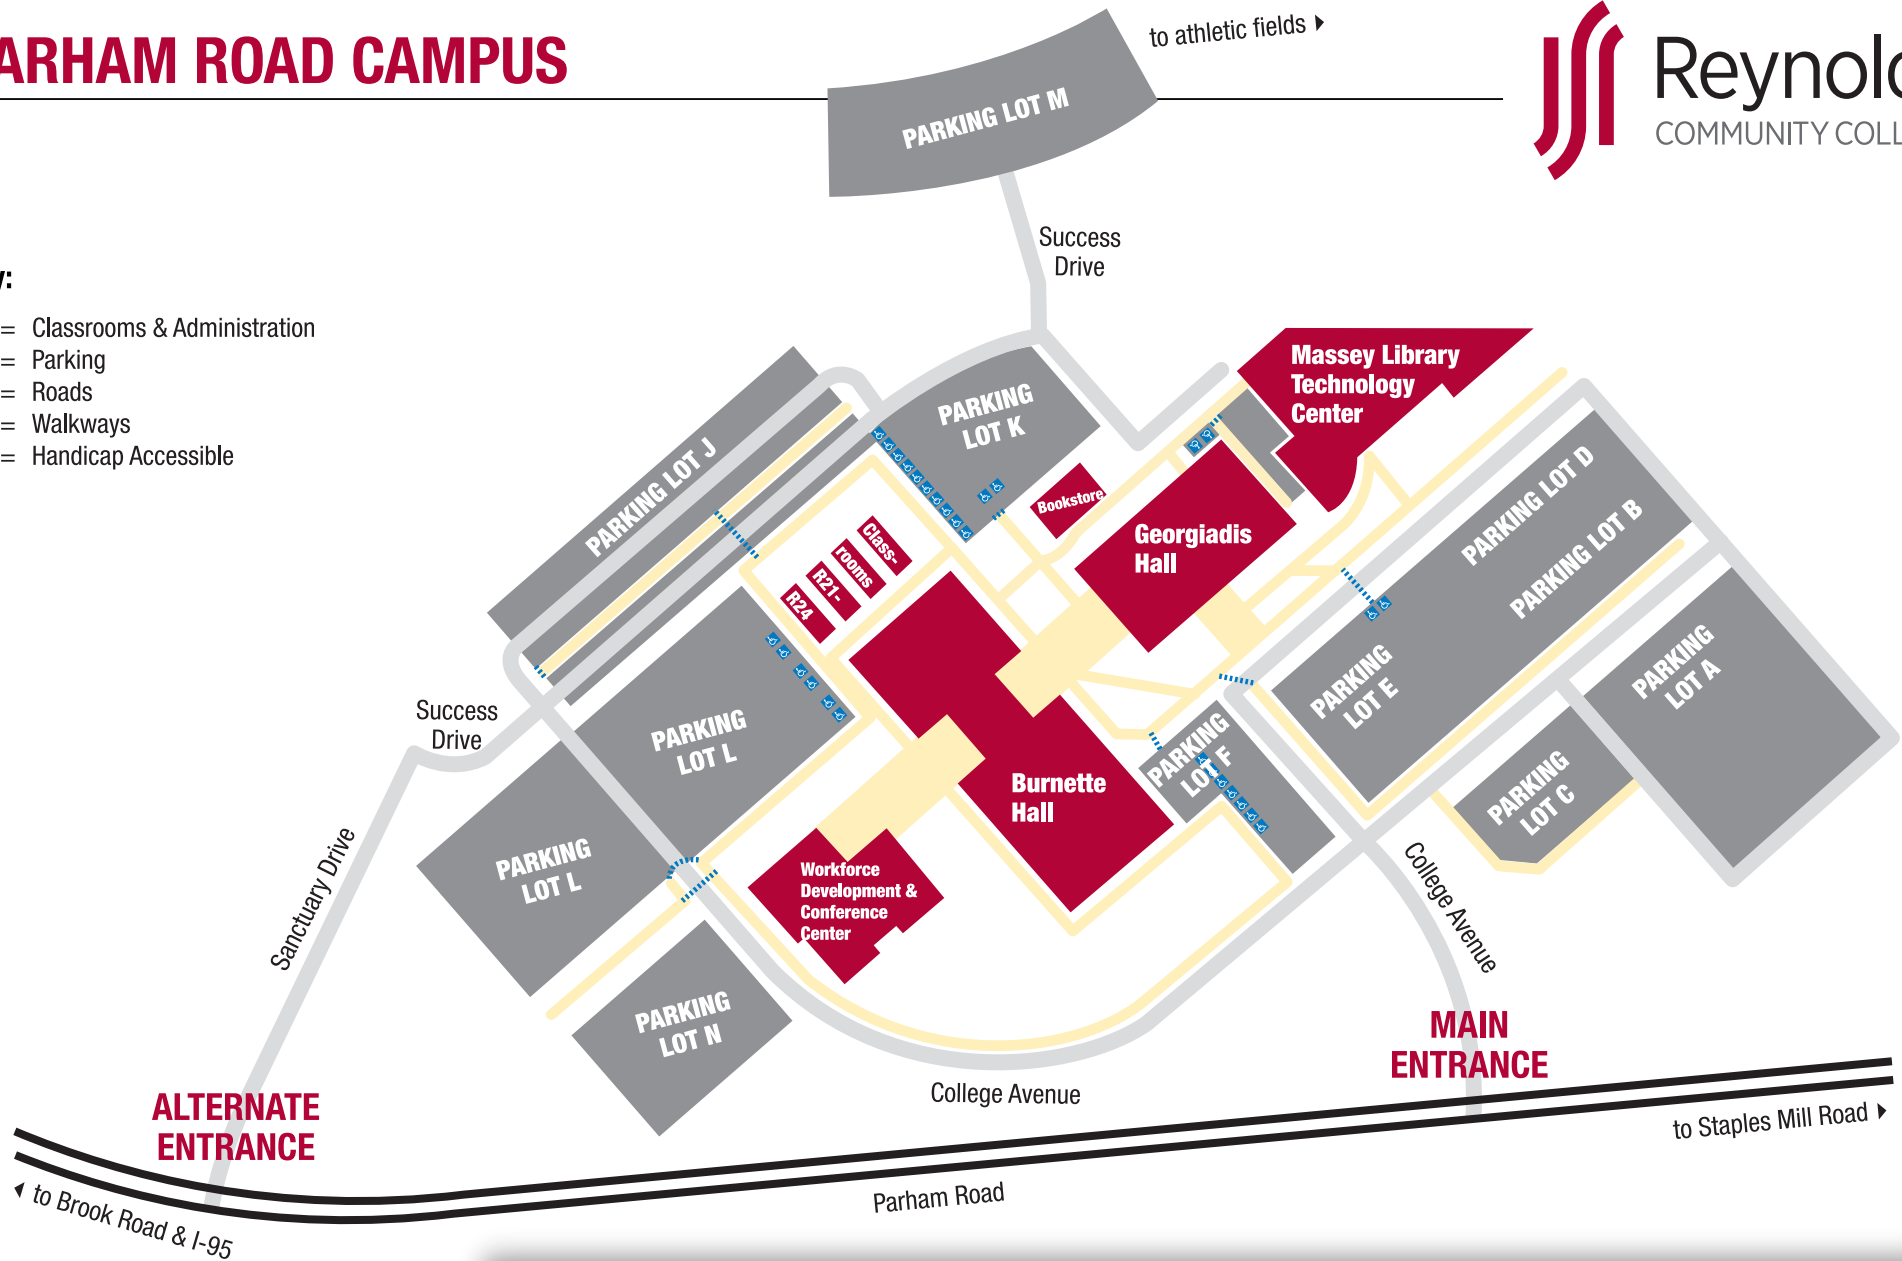 ARHAM ROAD CAMPUS
to athletic fields
Reynol
COMMUNITY COLL
PARKING LOT M
Success
Drive
y:
= Classrooms & Administration
= Parking
= Roads
= Walkways
= Handicap Accessible
Massey Library
Technology
Center
PARKING
LOT K
PARKING LOT J
Bookstore
Georgiadis
Hall
PARKING LOT D
PARKING LOT B
Class-
rooms
R21-
R24
PARKING
LOT E
PARKING
LOT A
Success
Drive
PARKING
LOT L
PARKING
LOT F
Burnette
Hall
PARKING
LOT C
PARKING
LOT L
Workforce
Development &
Conference
Center
Sanctuary Drive
College Avenue
PARKING
LOT N
MAIN
ENTRANCE
College Avenue
ALTERNATE
ENTRANCE
to Staples Mill Road
Parham Road
to Brook Road & I-95